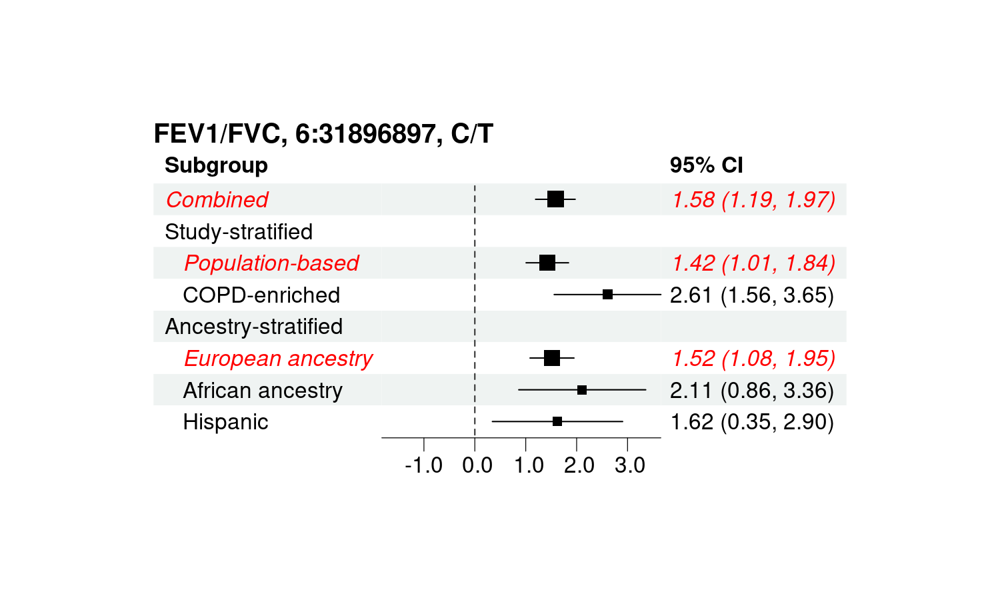 FEV1/FVC, 6:31896897, C/T
Subgroup 95% CI
Combined 1.58 (1.19, 1.97)
Study-stratified
Population-based 1.42 (1.01, 1.84)
COPD-enriched 2.61 (1.56, 3.65)
Ancestry-stratified
European ancestry 1.52 (1.08, 1.95)
African ancestry 2.11 (0.86, 3.36)
Hispanic 1.62 (0.35, 2.90)
-1.0 0.0 1.0 2.0 3.0